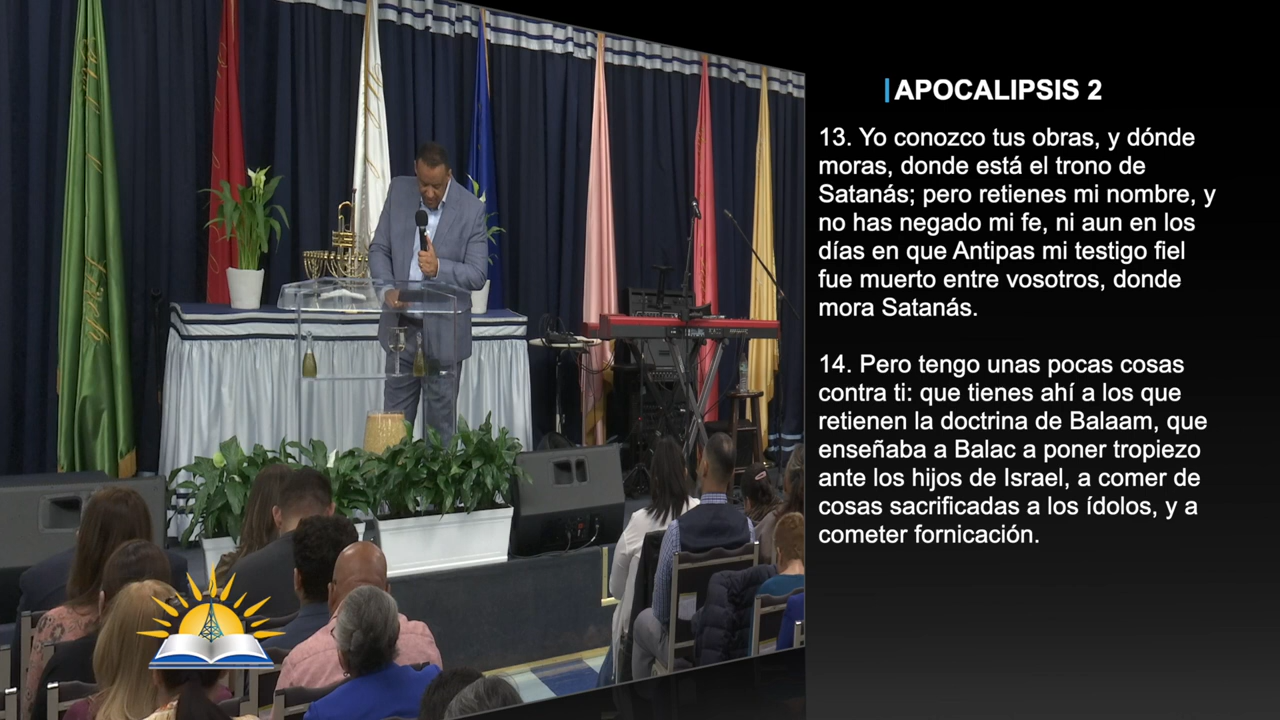 APOCALIPSIS 2
13. Yo conozco tus obras, y dónde
moras, donde está el trono de
Satanás; pero retienes mi nombre, y
no has negado mi fe, ni aun en los
días en que Antipas mi testigo fiel
fue muerto entre vosotros, donde
mora Satanás.
14. Pero tengo unas pocas cosas
contra ti: que tienes ahí a los que
retienen la doctrina de Balaam, que
enseñaba a Balac a poner tropiezo
ante los hijos de Israel, a comer de
cosas sacrificadas a los ídolos, y a
cometer fornicación.